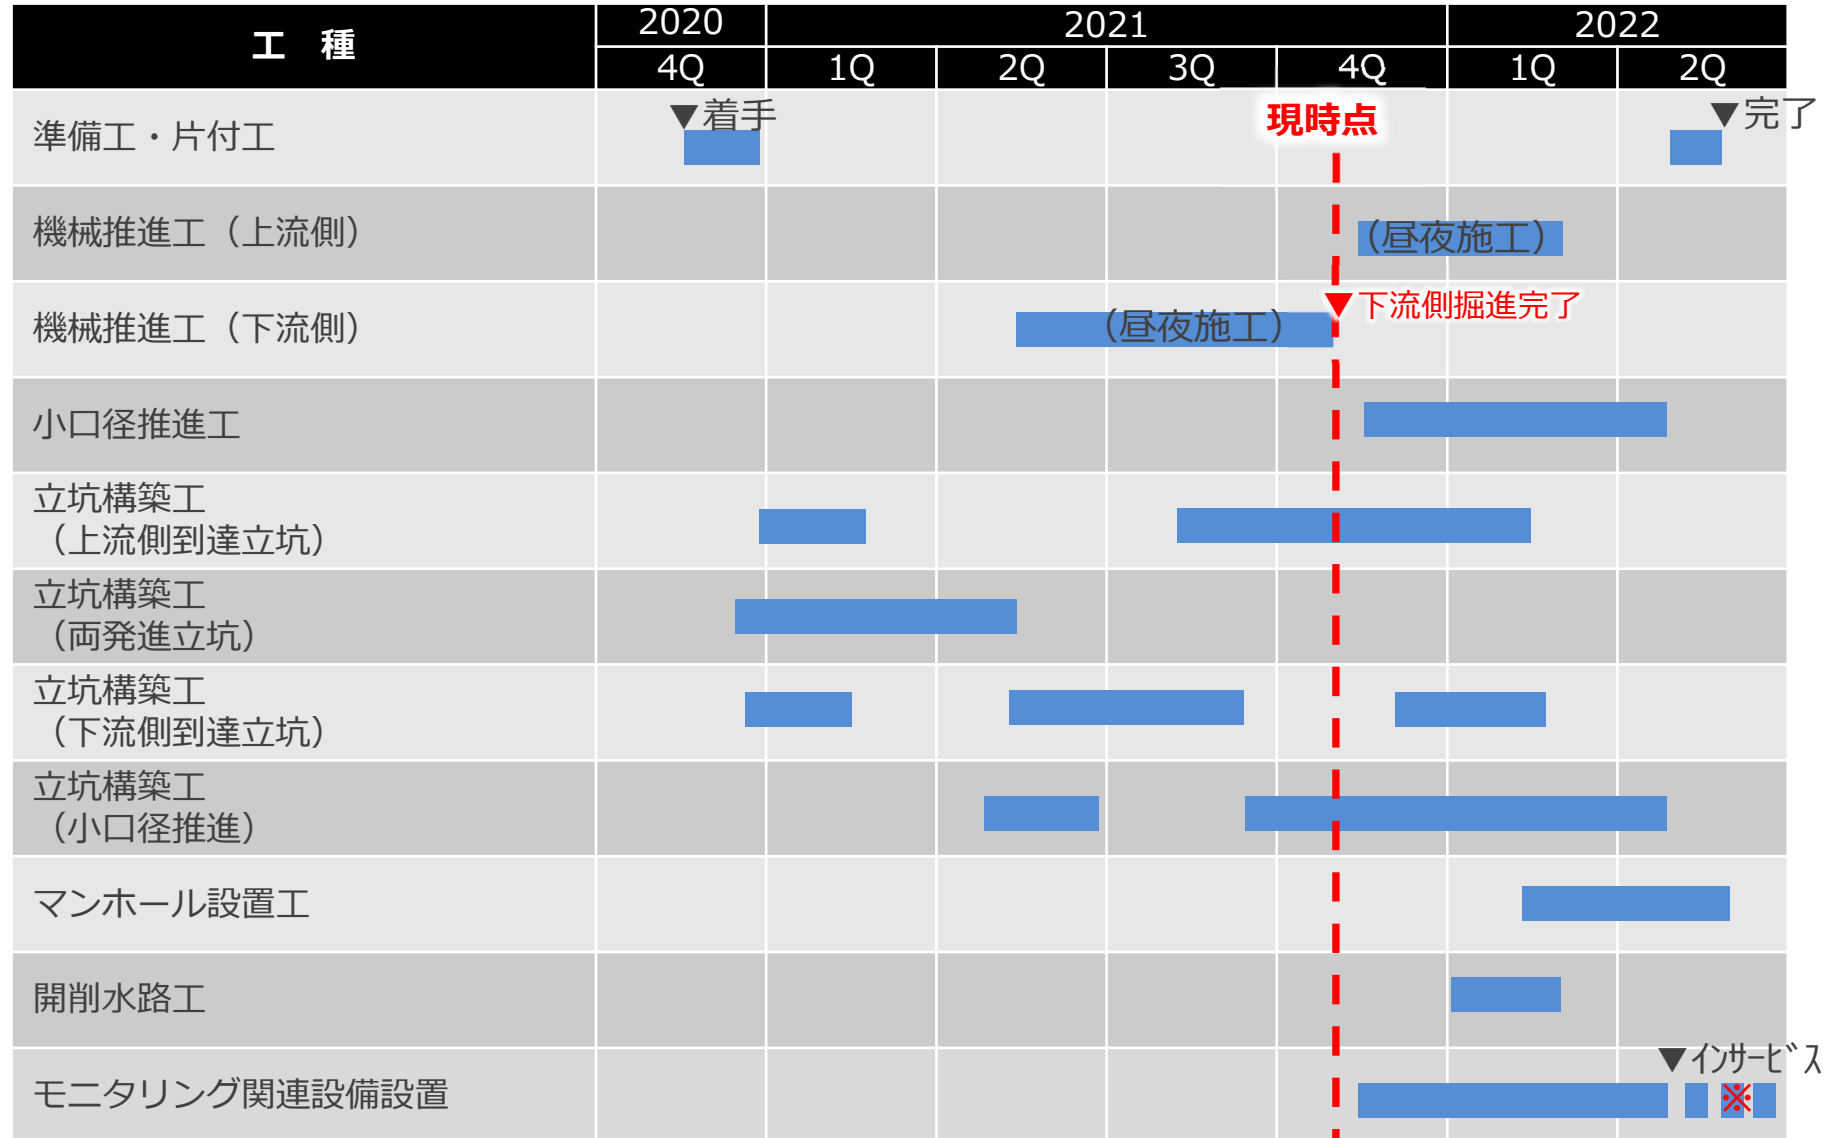 工　種
2020
2021
2022
4Q
1Q
2Q
3Q
4Q
1Q
2Q
準備工・片付工
▼着手
現時点
▼完了
機械推進工（上流側）
（昼夜施工）
機械推進工（下流側）
（昼夜施工）
▼下流側掘進完了
小口径推進工
立坑構築工
（上流側到達立坑）
立坑構築工
（両発進立坑）
立坑構築工
（下流側到達立坑）
立坑構築工
（小口径推進）
マンホール設置工
開削水路工
モニタリング関連設備設置
▼ｲﾝｻｰﾋﾞｽ
※